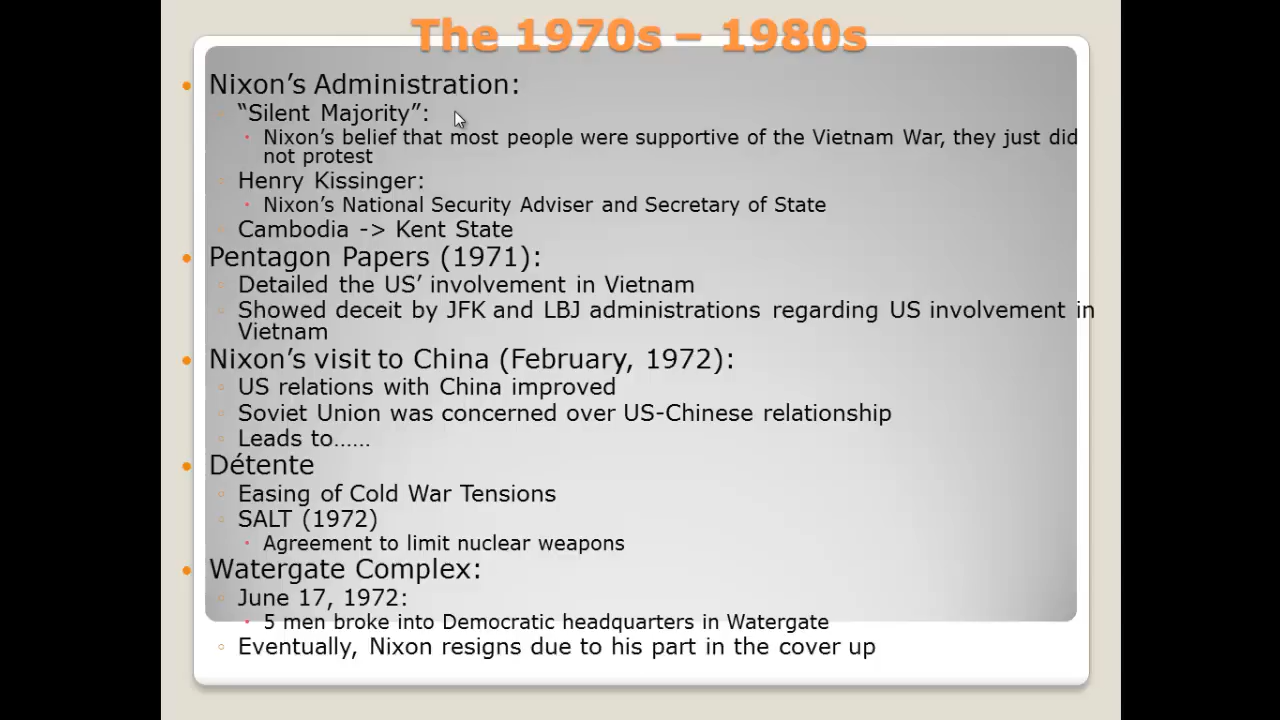 The 1970s – 1980s
Nixon’s Administration:
“Silent Majority”:
Nixon’s belief that most people were supportive of the Vietnam War, they just did
not protest
Henry Kissinger:
Nixon’s National Security Adviser and Secretary of State
Cambodia -> Kent State
Pentagon Papers (1971):
Detailed the US’ involvement in Vietnam
Showed deceit by JFK and LBJ administrations regarding US involvement in
Vietnam
Nixon’s visit to China (February, 1972):
US relations with China improved
Soviet Union was concerned over US-Chinese relationship
Leads to……
Détente
Easing of Cold War Tensions
SALT (1972)
Agreement to limit nuclear weapons
Watergate Complex:
June 17, 1972:
5 men broke into Democratic headquarters in Watergate
Eventually, Nixon resigns due to his part in the cover up